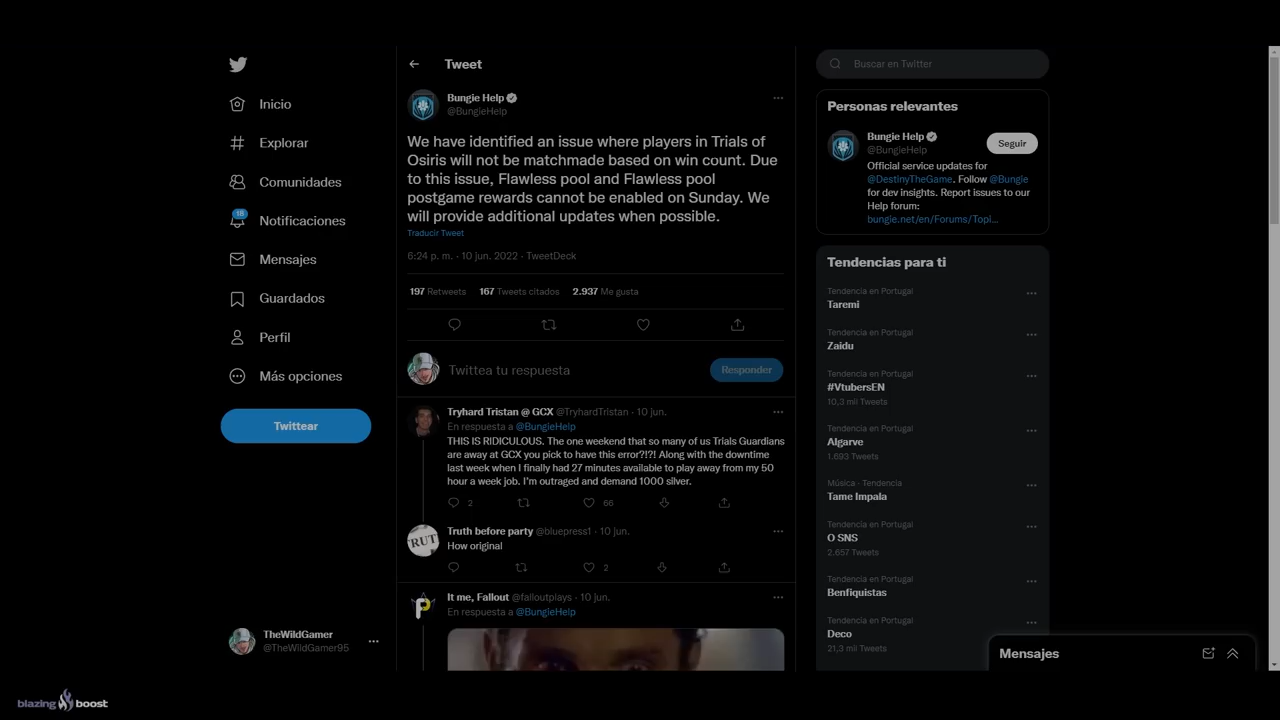 Tweet
Buscar en Twitter
Inicio
Explorar
Comunidades
18
Notificaciones
Mensajes
Guardados
Perfil
Más opciones
Twittear
TheWildGamer
@TheWildGamer95
Bungie Help
@BungieHelp
We have identified an issue where players in Trials of
Osiris will not be matchmade based on win count. Due
to this issue, Flawless pool and Flawless pool
postgame rewards cannot be enabled on Sunday. We
will provide additional updates when possible.
Traducir Tweet
6:24 p. m. · 10 jun. 2022 · TweetDeck
197 Retweets 167 Tweets citados 2.937 Me gusta
Twittea tu respuesta
Responder
Tryhard Tristan @ GCX @TryhardTristan · 10 jun.
En respuesta a @BungieHelp
THIS IS RIDICULOUS. The one weekend that so many of us Trials Guardians
are away at GCX you pick to have this error?!?! Along with the downtime
last week when I finally had 27 minutes available to play away from my 50
hour a week job. I'm outraged and demand 1000 silver.
2 66
RUT
Truth before party @bluepress1 · 10 jun.
How original
2
It me, Fallout @falloutplays · 10 jun.
En respuesta a @BungieHelp
Personas relevantes
Bungie Help
@BungieHelp
Seguir
Official service updates for
@DestinyTheGame. Follow @Bungie
for dev insights. Report issues to our
Help forum:
bungie.net/en/Forums/Topi...
Tendencias para ti
Tendencia en Portugal
Taremi
Tendencia en Portugal
Zaidu
Tendencia en Portugal
#VtubersEN
10,3 mil Tweets
Tendencia en Portugal
Algarve
1.693 Tweets
Música · Tendencia
Tame Impala
Tendencia en Portugal
O SNS
2.657 Tweets
Tendencia en Portugal
Benfiquistas
Tendencia en Portugal
Deco
21,3 mil Tweets
Mensajes
blazing boost